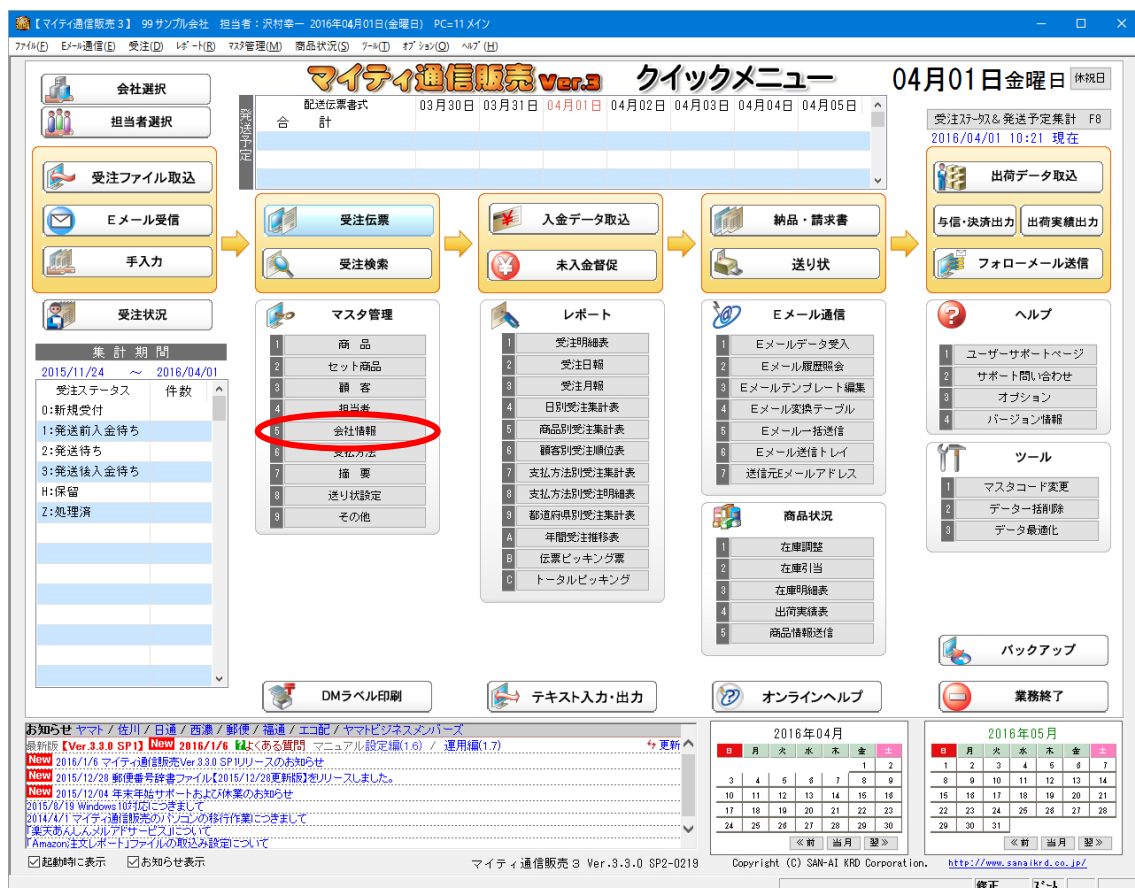 【マイティ通信販売３】 99 サンプル会社 担当者：沢村幸一 2016年04月01日(金曜日) PC=11 メイン
ﾌｧｲﾙ(F) Eﾒｰﾙ通信(E) 受注(D) ﾚﾎﾟｰﾄ(R) ﾏｽﾀ管理(M) 商品状況(S) ﾂｰﾙ(T) ｵﾌﾟｼｮﾝ(O) ﾍﾙﾌﾟ(H)
会社選択
担当者選択
マイティ通信販売 Ver.3 クイックメニュー
04月01日金曜日 休祝日
発送予定
配送伝票書式 03月30日 03月31日 04月01日 04月02日 04月03日 04月04日 04月05日
合 計
受注ｽﾃｰﾀｽ& 発送予定集計 F8
2016/04/01 10:21 現在
受注ファイル取込
Ｅメール受信
手入力
受注伝票
受注検索
入金データ取込
未入金督促
納品・請求書
送り状
出荷データ取込
与信・決済出力 出荷実績出力
フォローメール送信
受注状況
集 計 期 間
2015/11/24 ～ 2016/04/01
受注ステータス 件 数
0:新規受付
1:発送前入金待ち
2:発送待ち
3:発送後入金待ち
H:保留
Z:処理済
マスタ管理
1 商 品
2 セット商品
3 顧 客
4 担当者
5 会社情報
6 支払方法
7 摘 要
8 送り状設定
9 その他
レポート
1 受注明細表
2 受注日報
3 受注月報
4 日別受注集計表
5 商品別受注集計表
6 顧客別受注順位表
7 支払方法別受注集計表
8 支払方法別受注明細表
9 都道府県別受注集計表
A 年間受注推移表
B 伝票ピッキング票
C トータルピッキング
Ｅメール通信
1 Ｅメールデータ受入
2 Ｅメール履歴照会
3 Ｅメールテンプレート編集
4 Ｅメール変換テーブル
5 Ｅメール一括送信
6 Ｅメール送信トレイ
7 送信元Ｅメールアドレス
商品状況
1 在庫調整
2 在庫引当
3 在庫明細表
4 出荷実績表
5 商品情報送信
ヘルプ
1 ユーザーサポートページ
2 サポート問い合わせ
3 オプション
4 バージョン情報
ツール
1 マスタコード変更
2 データ一括削除
3 データ最適化
バックアップ
DMラベル印刷
テキスト入力・出力
オンラインヘルプ
業務終了
お知らせ ヤマト / 佐川 / 日通 / 西濃 / 郵便 / 福通 / エコ配 / ヤマトビジネスメンバーズ
最新版【Ver.3.3.0 SP1】 New 2016/1/6 よくある質問 マニュアル設定編(1.6) / 運用編(1.7) 更新
New 2016/1/6 マイティ通信販売Ver.3.3.0 SP1リリースのお知らせ
New 2015/12/28 郵便番号辞書ファイル【2015/12/28更新版】をリリースしました。
New 2015/12/04 年末年始サポートおよび休業のお知らせ
2015/8/19 Windows10対応につきまして
2014/4/1 マイティ通信販売のパソコンの移行作業につきまして
「楽天あんしんメルアドサービス」について
「Amazon注文レポート」ファイルの取込み設定について
2016年04月
日 月 火 水 木 金 土
1 2
3 4 5 6 7 8 9
10 11 12 13 14 15 16
17 18 19 20 21 22 23
24 25 26 27 28 29 30
≪前 当月 翌≫
2016年05月
日 月 火 水 木 金 土
1 2 3 4 5 6 7
8 9 10 11 12 13 14
15 16 17 18 19 20 21
22 23 24 25 26 27 28
29 30 31
≪前 当月 翌≫
起動時に表示 お知らせ表示
マイティ通信販売３ Ver.3.3.0 SP2-0219
Copyright (C) SAN-AI KRD Corporation.
http://www.sanaikrd.co.jp/
修正